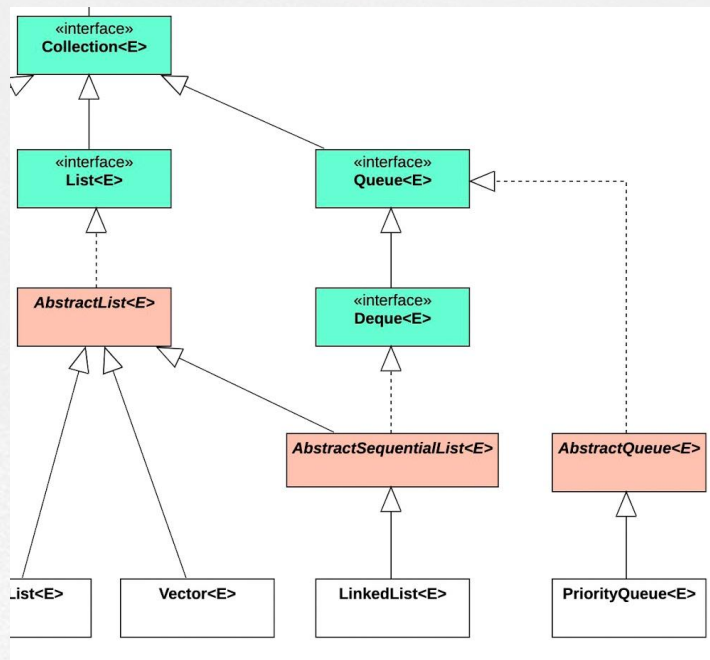 «interface»
Collection<E>
«interface»
List<E>
«interface»
Queue<E>
AbstractList<E>
«interface»
Deque<E>
AbstractSequentialList<E>
AbstractQueue<E>
List<E>
Vector<E>
LinkedList<E>
PriorityQueue<E>